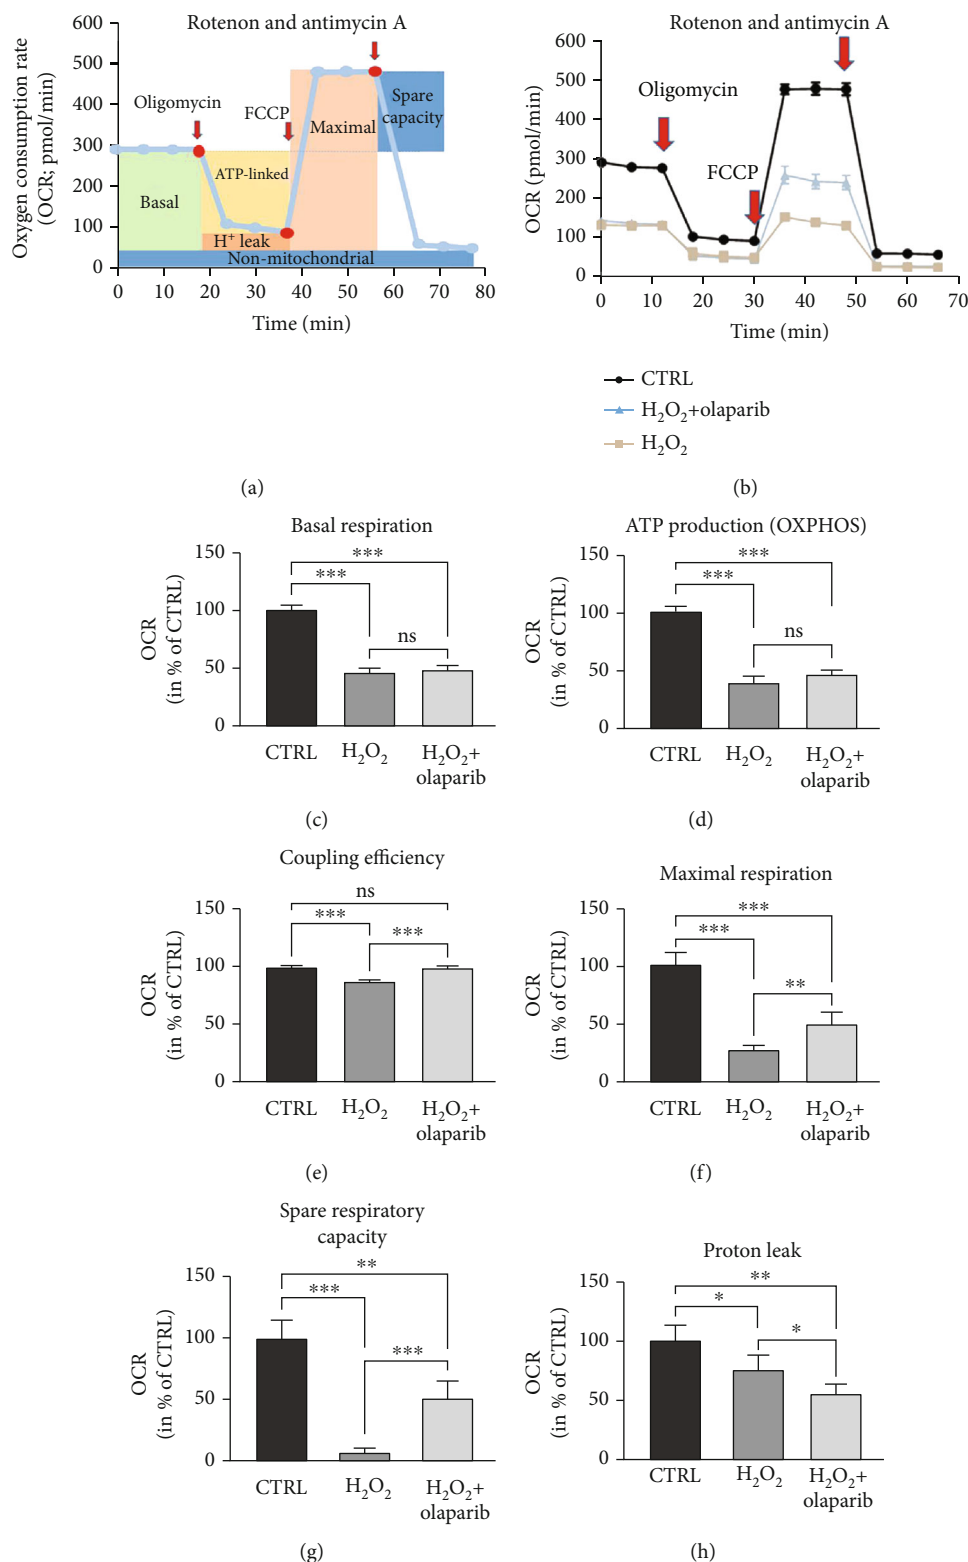 Rotenon and antimycin A
Oxygen consumption rate
(OCR; pmol/min)
600
500
400
300
200
100
0
Oligomycin
FCCP
Basal
ATP-linked
H⁺ leak
Maximal
Spare
capacity
Non-mitochondrial
0 10 20 30 40 50 60 70 80
Time (min)
(a)
Rotenon and antimycin A
OCR (pmol/min)
600
500
400
300
200
100
0
Oligomycin
FCCP
0 10 20 30 40 50 60 70
Time (min)
CTRL
H₂O₂+olaparib
H₂O₂
(b)
Basal respiration
OCR
(in % of CTRL)
150
100
50
0
***
***
ns
CTRL H₂O₂ H₂O₂+
olaparib
(c)
ATP production (OXPHOS)
OCR
(in % of CTRL)
150
100
50
0
***
***
ns
CTRL H₂O₂ H₂O₂+
olaparib
(d)
Coupling efficiency
OCR
(in % of CTRL)
150
100
50
0
ns
***
***
CTRL H₂O₂ H₂O₂+
olaparib
(e)
Maximal respiration
OCR
(in % of CTRL)
150
100
50
0
***
***
**
CTRL H₂O₂ H₂O₂+
olaparib
(f)
Spare respiratory
capacity
OCR
(in % of CTRL)
150
100
50
0
**
***
***
CTRL H₂O₂ H₂O₂+
olaparib
(g)
Proton leak
OCR
(in % of CTRL)
150
100
50
0
**
*
*
CTRL H₂O₂ H₂O₂+
olaparib
(h)